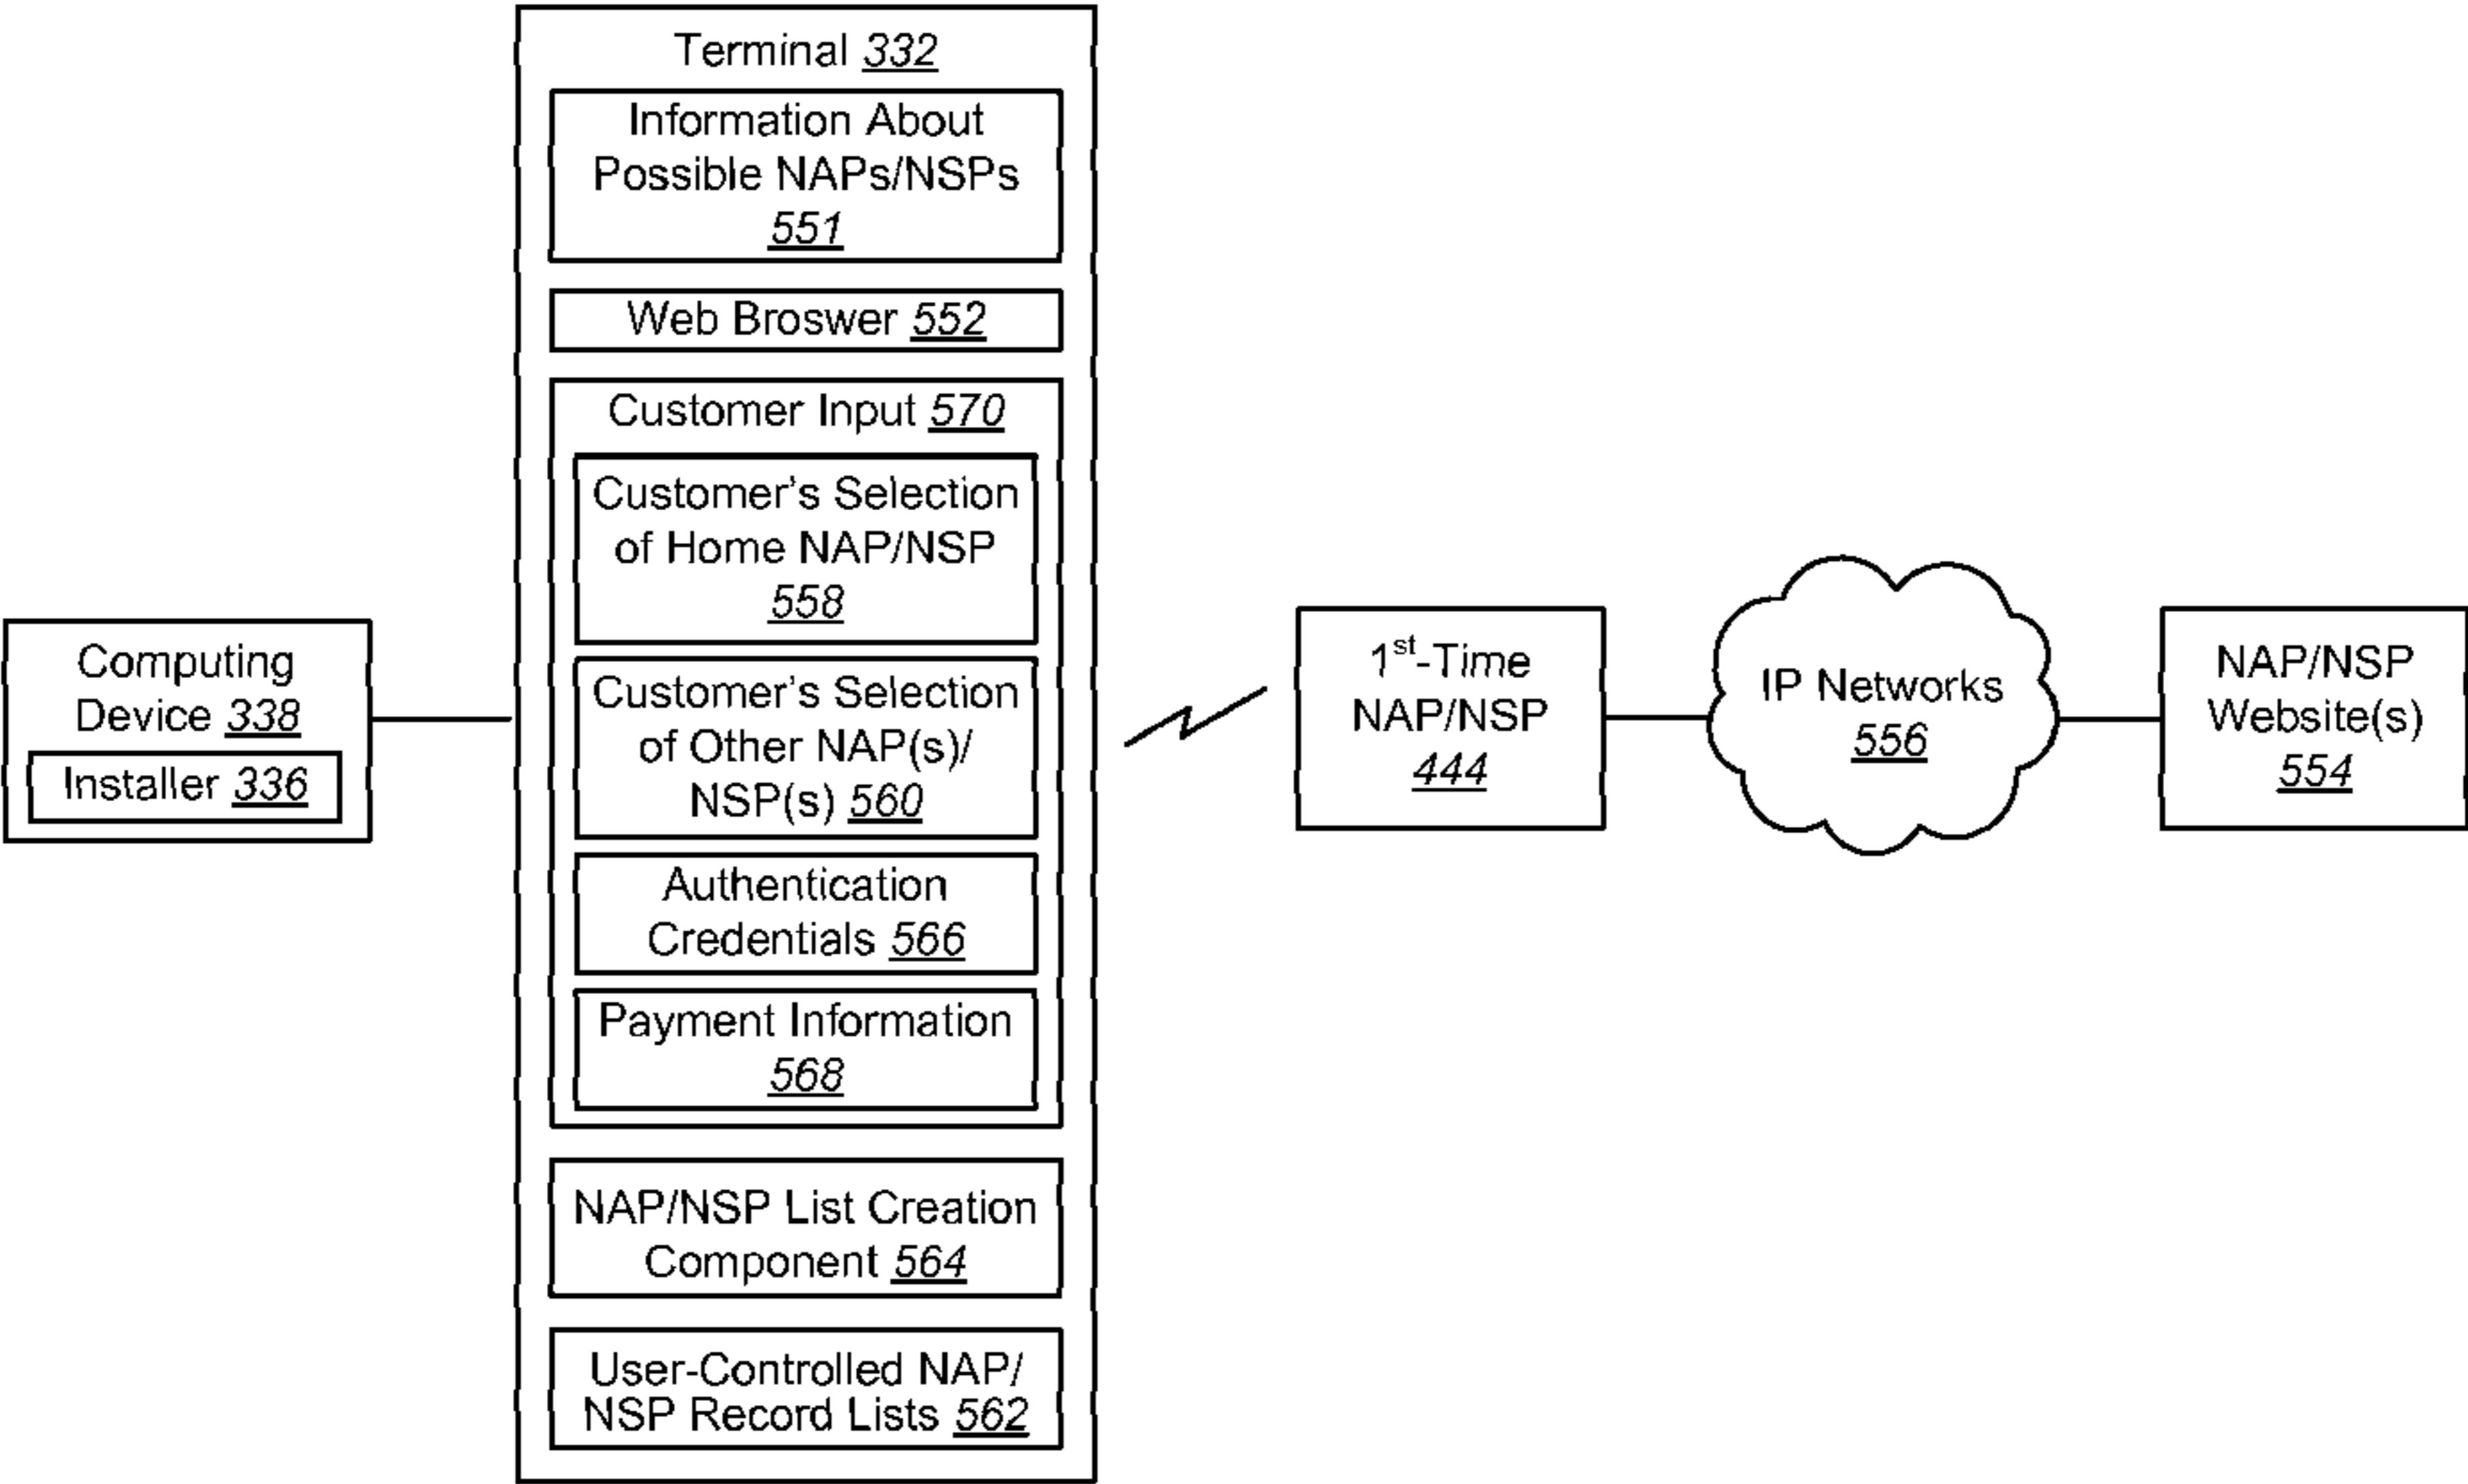 Computing
Device 338
Installer 336
Terminal 332
Information About
Possible NAPs/NSPs
551
Web Broswer 552
Customer Input 570
Customer's Selection
of Home NAP/NSP
558
Customer's Selection
of Other NAP(s)/
NSP(s) 560
Authentication
Credentials 566
Payment Information
568
NAP/NSP List Creation
Component 564
User-Controlled NAP/
NSP Record Lists 562
1st-Time
NAP/NSP
444
IP Networks
556
NAP/NSP
Website(s)
554